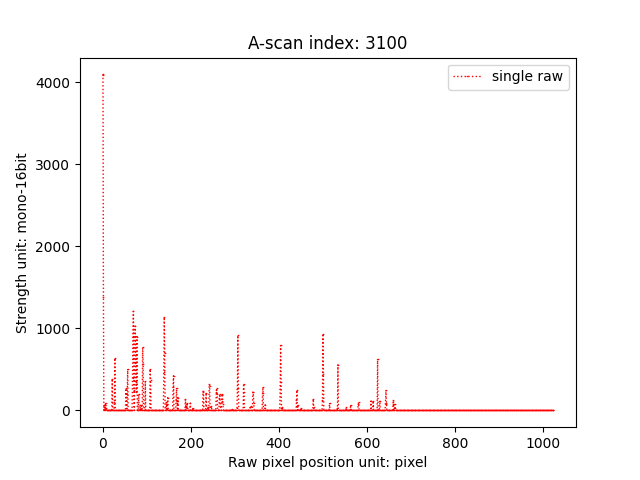 A-scan index: 3100
single raw
4000
3000
2000
1000
0
Strength unit: mono-16bit
0 200 400 600 800 1000
Raw pixel position unit: pixel